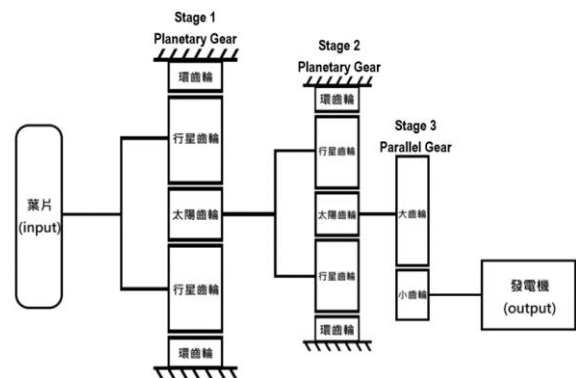 Stage 1
Planetary Gear
環齒輪
行星齒輪
太陽齒輪
行星齒輪
環齒輪
Stage 2
Planetary Gear
環齒輪
行星齒輪
太陽齒輪
行星齒輪
環齒輪
Stage 3
Parallel Gear
大齒輪
小齒輪
葉片
(input)
發電機
(output)